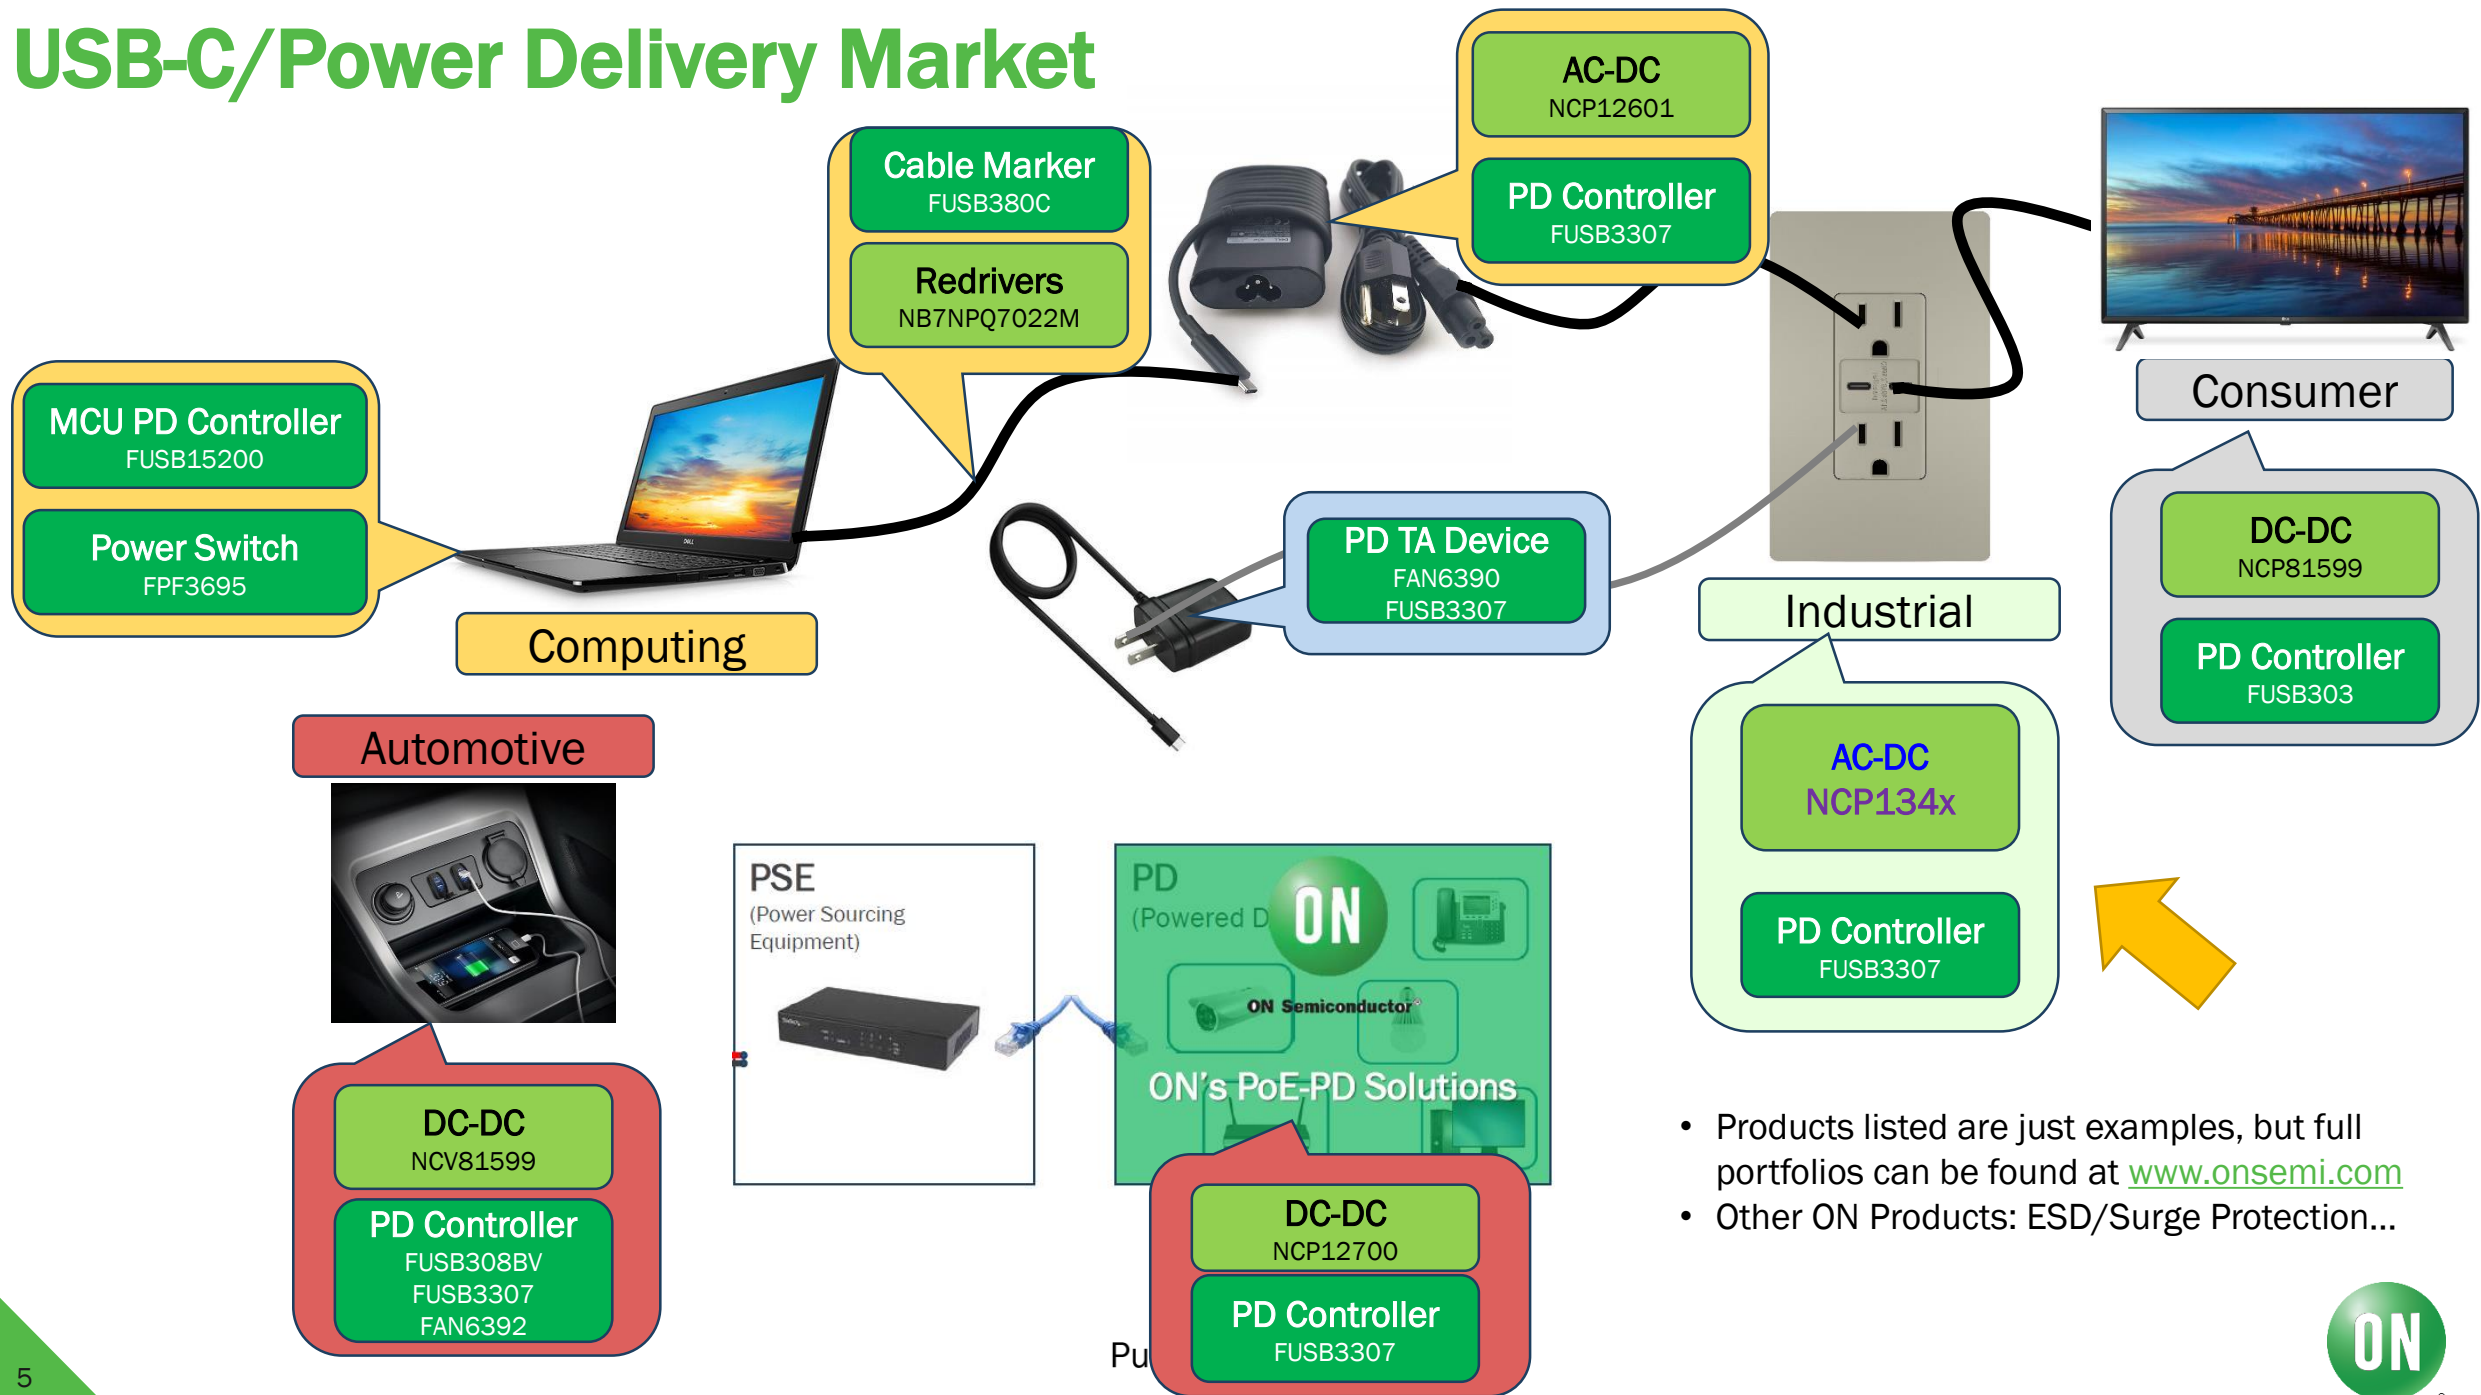 USB-C/Power Delivery Market
AC-DC
NCP12601
PD Controller
FUSB3307
Cable Marker
FUSB380C
Redrivers
NB7NPQ7022M
MCU PD Controller
FUSB15200
Power Switch
FPF3695
Computing
PD TA Device
FAN6390
FUSB3307
Industrial
AC-DC
NCP134x
PD Controller
FUSB3307
Consumer
DC-DC
NCP81599
PD Controller
FUSB303
Automotive
DC-DC
NCV81599
PD Controller
FUSB308BV
FUSB3307
FAN6392
PSE
(Power Sourcing
Equipment)
PD
(Powered D
ON
ON Semiconductor
ON's PoE-PD Solutions
DC-DC
NCP12700
PD Controller
FUSB3307
Pu
• Products listed are just examples, but full
portfolios can be found at www.onsemi.com
• Other ON Products: ESD/Surge Protection...
ON
5